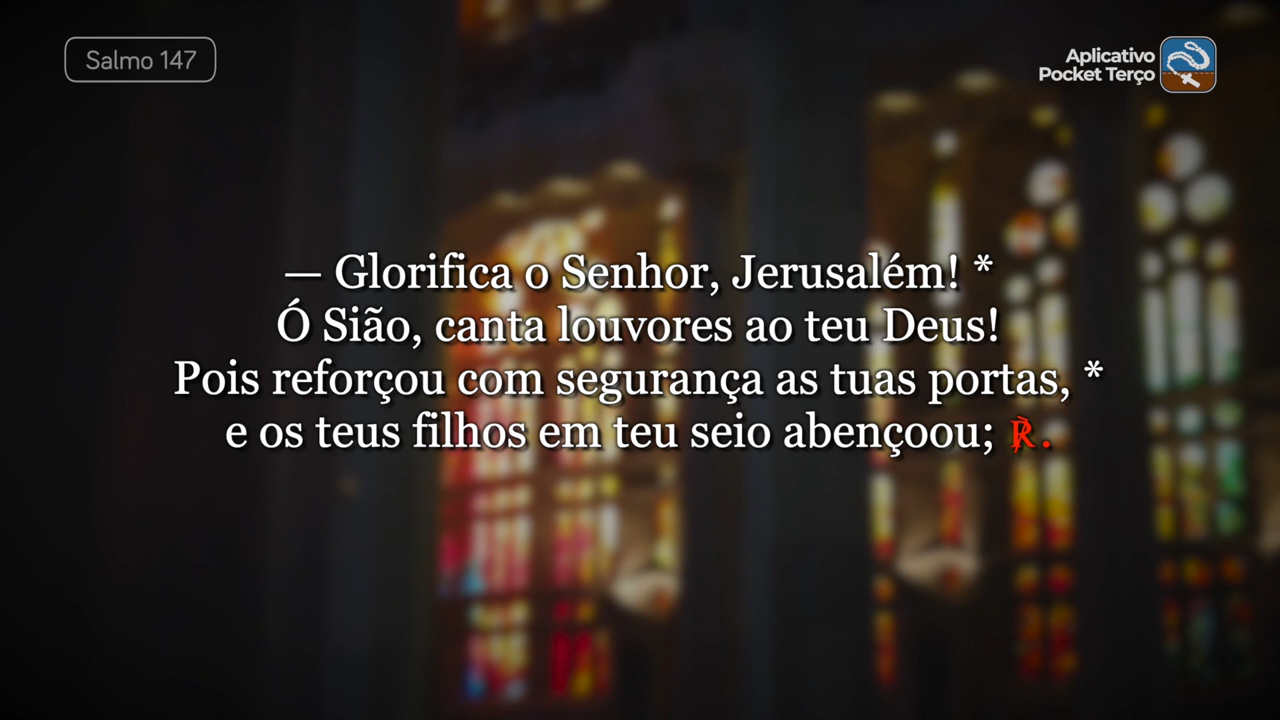 Salmo 147
Aplicativo
Pocket Terço
— Glorifica o Senhor, Jerusalém! *
Ó Sião, canta louvores ao teu Deus!
Pois reforçou com segurança as tuas portas, *
e os teus filhos em teu seio abençoou; ℟.